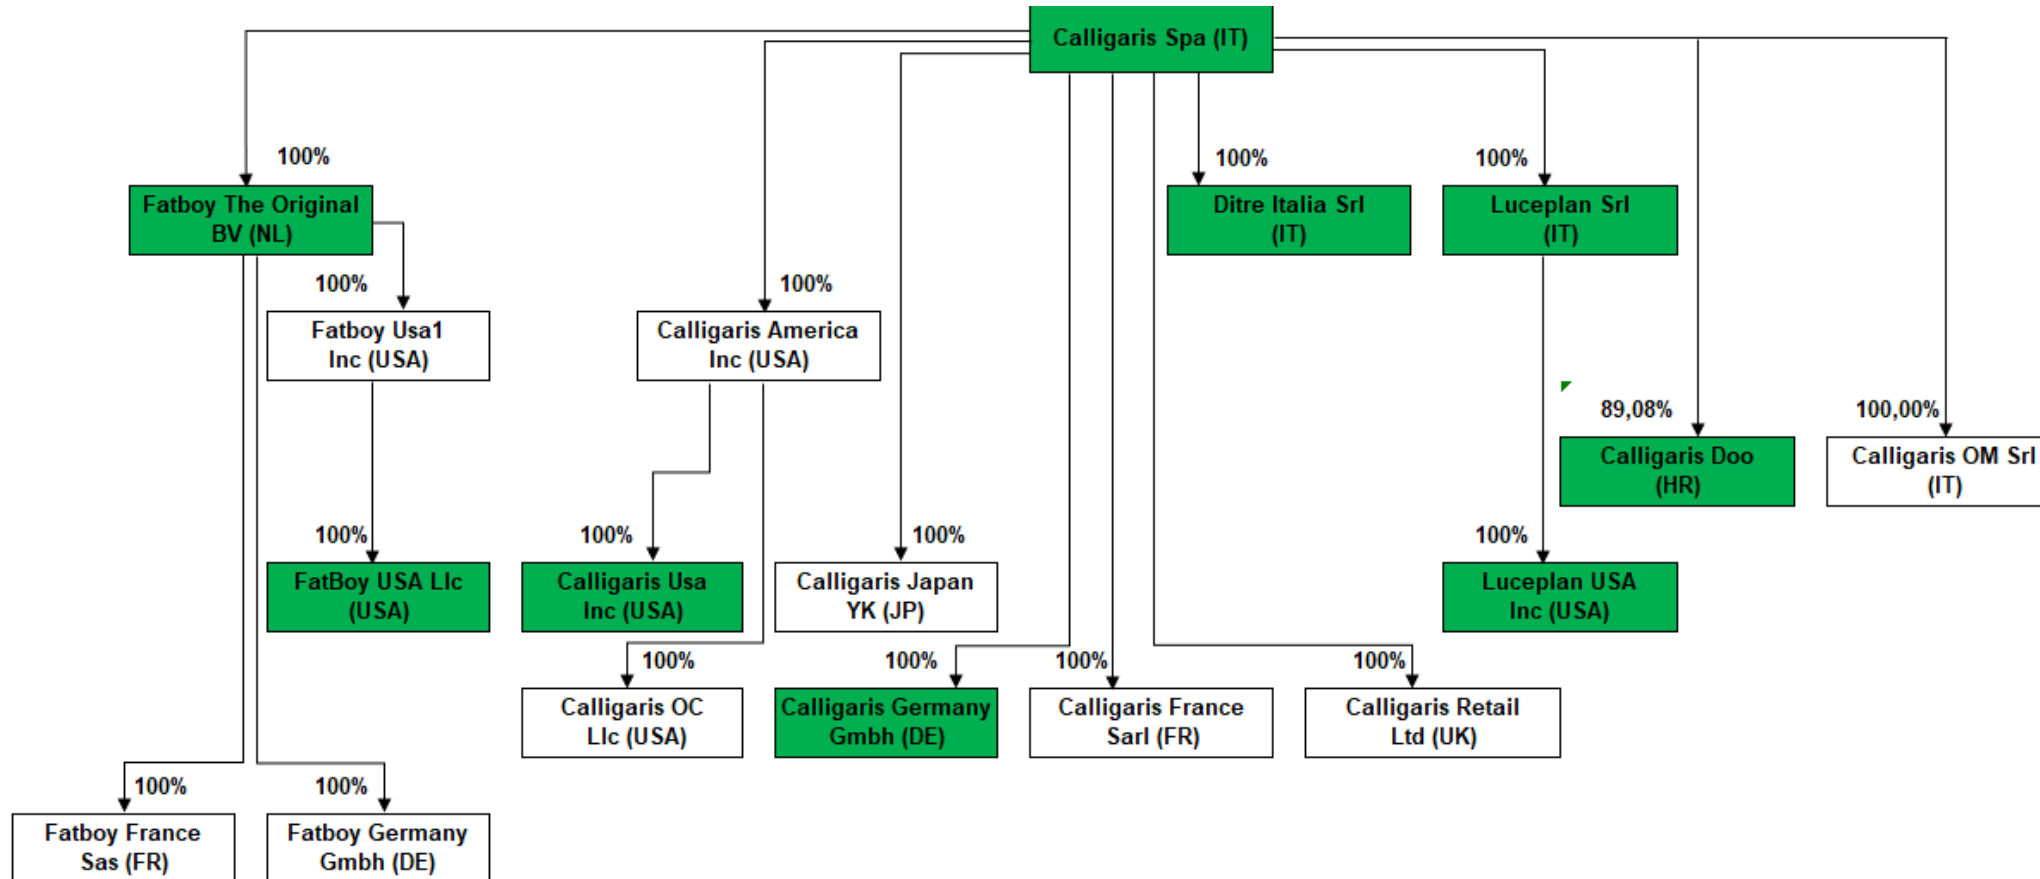 Calligaris Spa (IT)
100%
100%
100%
Fatboy The Original
BV (NL)
Ditre Italia Srl
(IT)
Luceplan Srl
(IT)
100%
100%
Fatboy Usa1
Inc (USA)
Calligaris America
Inc (USA)
89,08%
100,00%
Calligaris Doo
(HR)
Calligaris OM Srl
(IT)
100%
100%
100%
100%
FatBoy USA Llc
(USA)
Calligaris Usa
Inc (USA)
Calligaris Japan
YK (JP)
Luceplan USA
Inc (USA)
100%
100%
100%
100%
Calligaris OC
Llc (USA)
Calligaris Germany
Gmbh (DE)
Calligaris France
Sarl (FR)
Calligaris Retail
Ltd (UK)
100%
100%
Fatboy France
Sas (FR)
Fatboy Germany
Gmbh (DE)